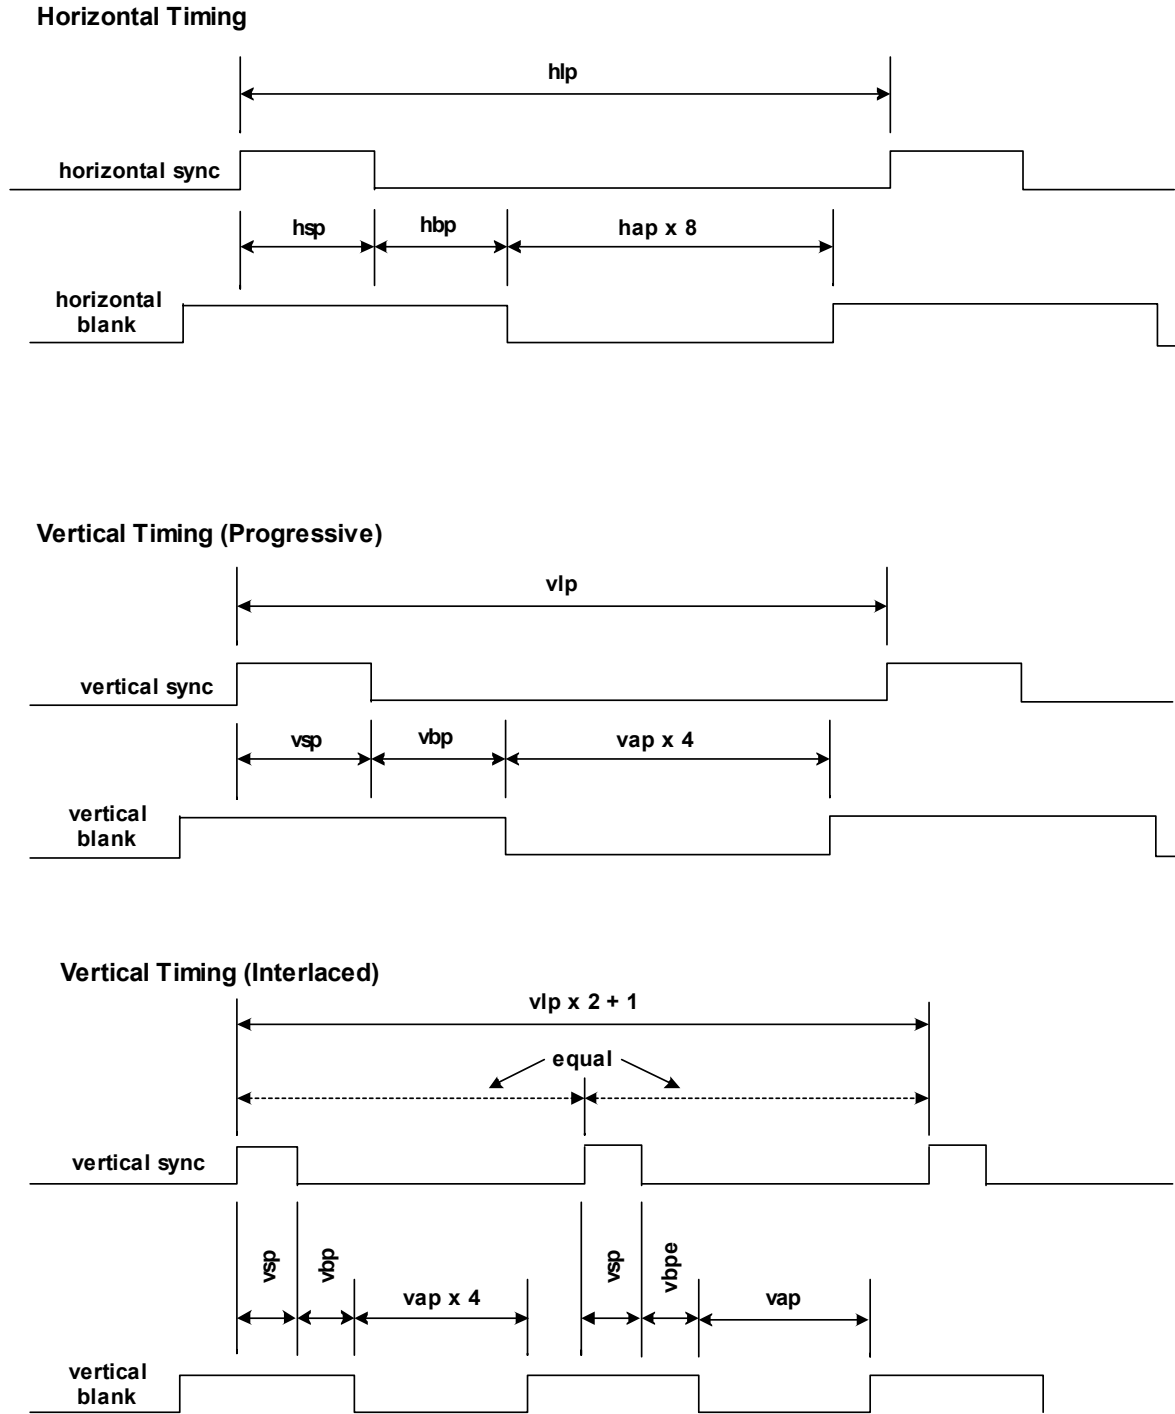 Horizontal Timing
hlp
horizontal sync
hsp
hbp
hap x 8
horizontal
blank
Vertical Timing (Progressive)
vlp
vertical sync
vsp
vbp
vap x 4
vertical
blank
Vertical Timing (Interlaced)
vlp x 2 + 1
equal
vertical sync
vsp
vbp
vap x 4
vsp
vbpe
vap
vertical
blank